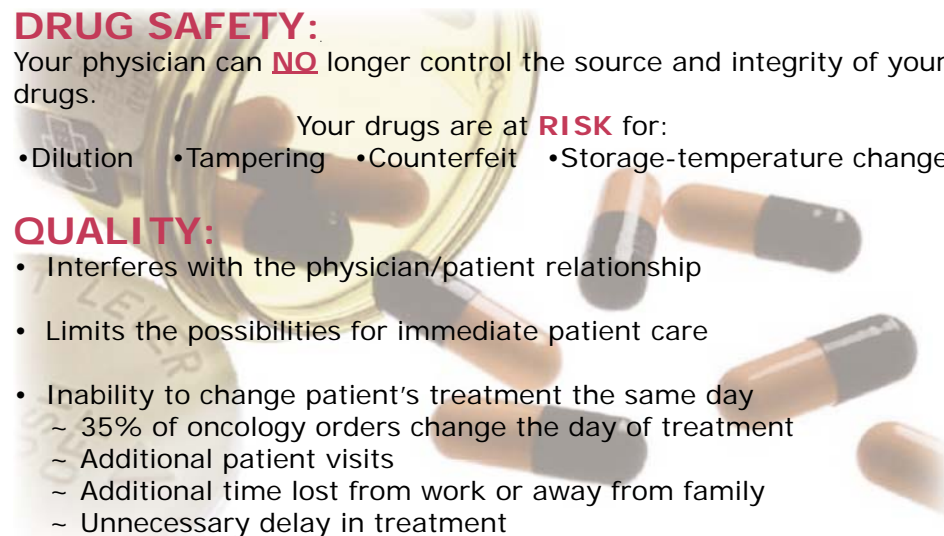 DRUG SAFETY:
Your physician can NO longer control the source and integrity of your
drugs.
Your drugs are at RISK for:
•Dilution •Tampering •Counterfeit •Storage-temperature change
QUALITY:
• Interferes with the physician/patient relationship
• Limits the possibilities for immediate patient care
• Inability to change patient's treatment the same day
~ 35% of oncology orders change the day of treatment
~ Additional patient visits
~ Additional time lost from work or away from family
~ Unnecessary delay in treatment
LEVER